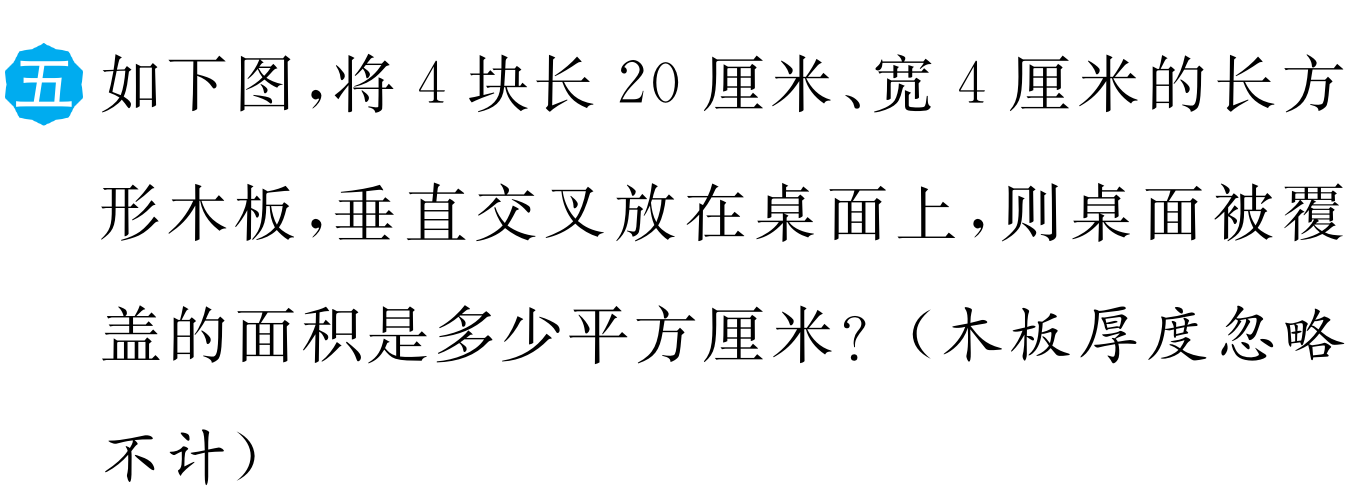 五 如下图,将 4 块长 20 厘米、宽 4 厘米的长方
形木板,垂直交叉放在桌面上,则桌面被覆
盖的面积是多少平方厘米?(木板厚度忽略
不计)